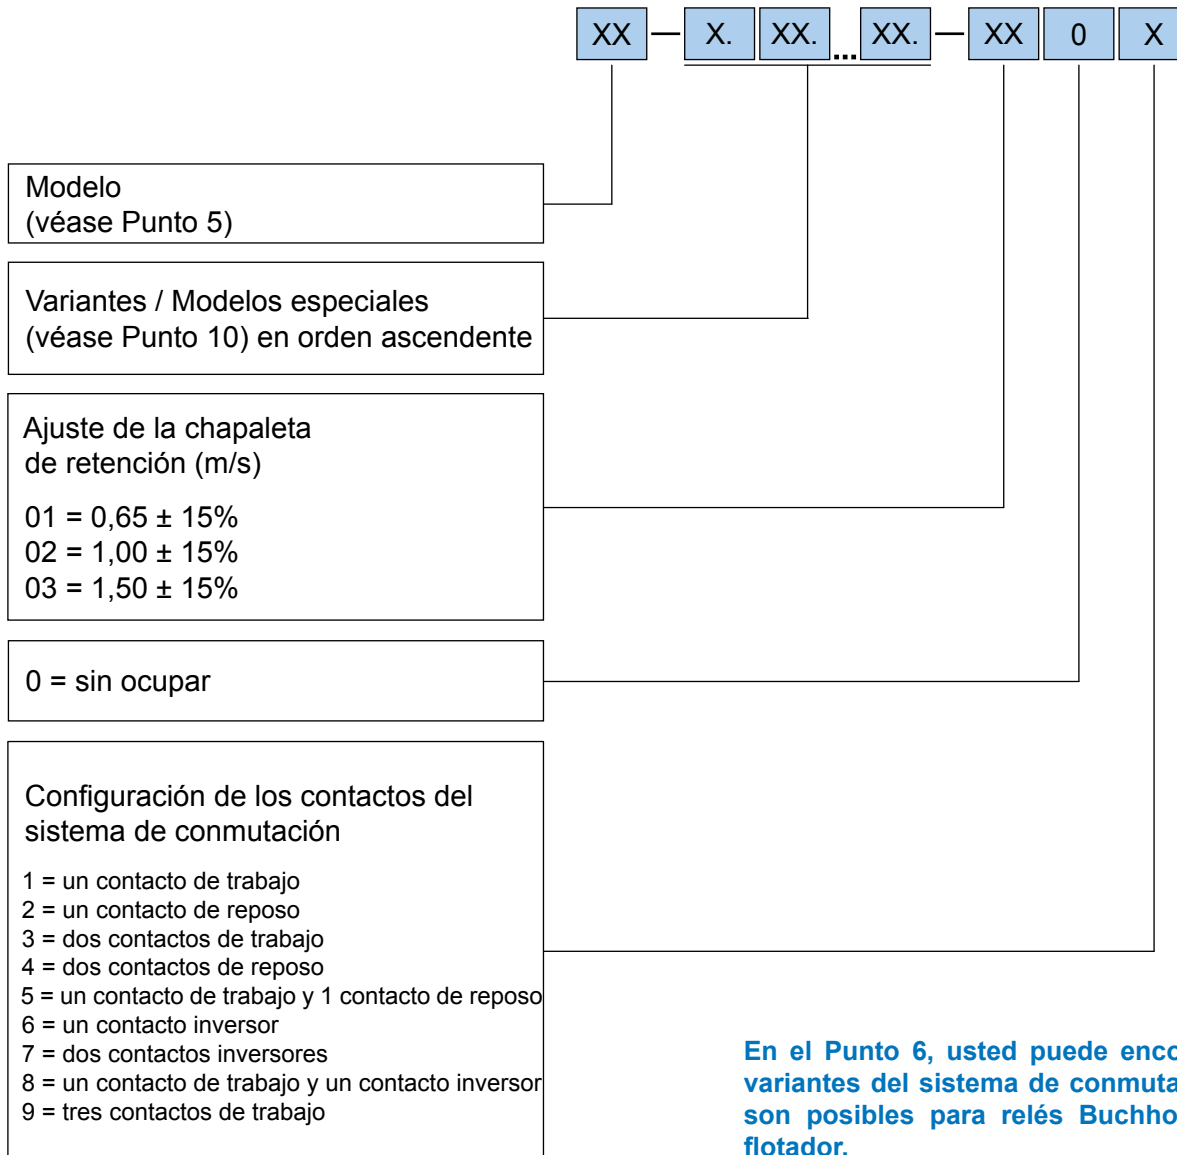 XX — X. XX. ... XX. — XX 0 X
Modelo
(véase Punto 5)
Variantes / Modelos especiales
(véase Punto 10) en orden ascendente
Ajuste de la chapaleta
de retención (m/s)
01 = 0,65 ± 15%
02 = 1,00 ± 15%
03 = 1,50 ± 15%
0 = sin ocupar
Configuración de los contactos del
sistema de conmutación
1 = un contacto de trabajo
2 = un contacto de reposo
3 = dos contactos de trabajo
4 = dos contactos de reposo
5 = un contacto de trabajo y 1 contacto de reposo
6 = un contacto inversor
7 = dos contactos inversores
8 = un contacto de trabajo y un contacto inversor
9 = tres contactos de trabajo
En el Punto 6, usted puede enco
variantes del sistema de conmuta
son posibles para relés Buchho
flotador.